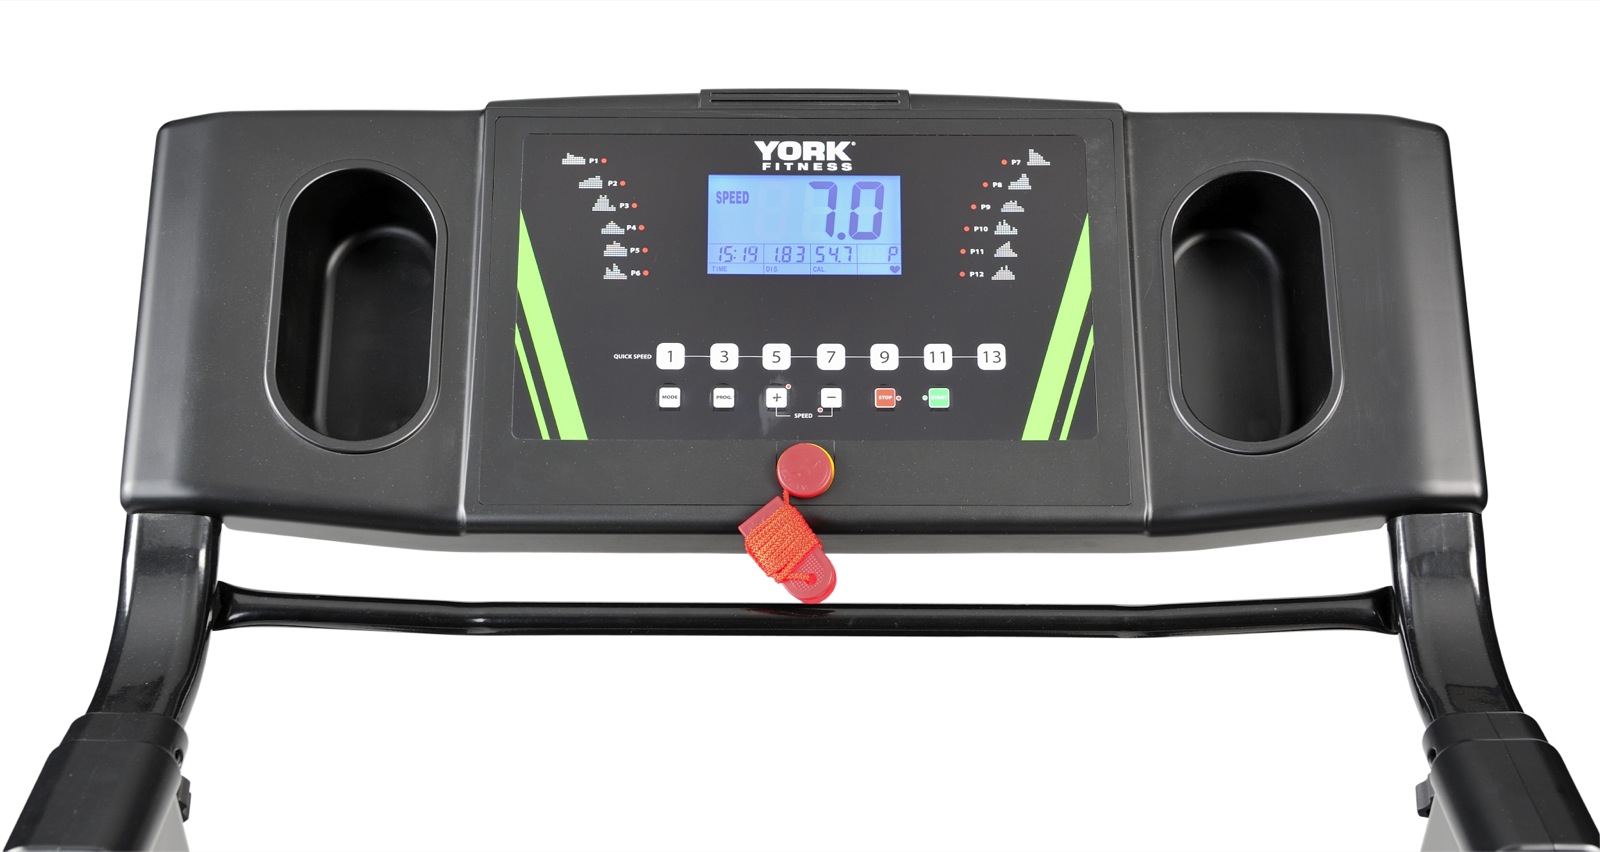 YORK®
FITNESS
P1
P2
P3
P4
P5
P6
P7
P8
P9
P10
P11
P12
SPEED
7.0
15:19 1.83 54.7 P
TIME DIS CAL
QUICK SPEED 1 3 5 7 9 11 13
MODE PROG. + − STOP START
SPEED